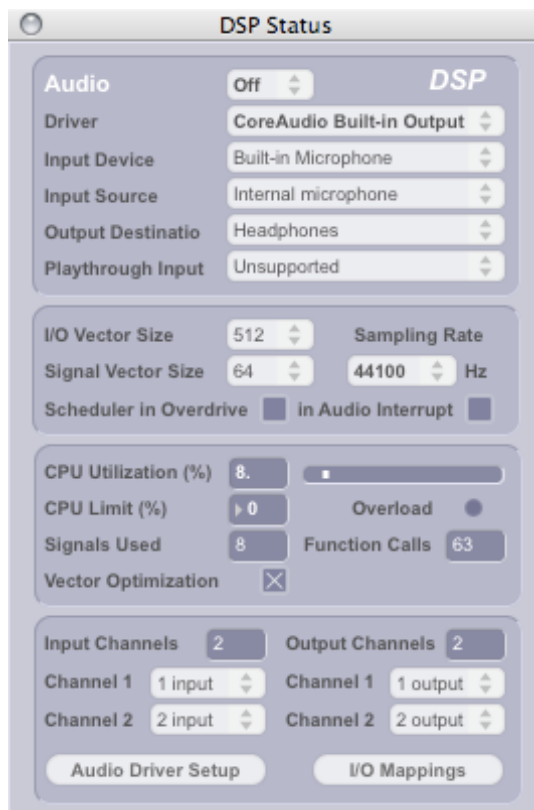 DSP Status
Audio Off DSP
Driver CoreAudio Built-in Output
Input Device Built-in Microphone
Input Source Internal microphone
Output Destinatio Headphones
Playthrough Input Unsupported
I/O Vector Size 512 Sampling Rate
Signal Vector Size 64 44100 Hz
Scheduler in Overdrive in Audio Interrupt
CPU Utilization (%) 8.
CPU Limit (%) 0 Overload
Signals Used 8 Function Calls 63
Vector Optimization
Input Channels 2 Output Channels 2
Channel 1 1 input Channel 1 1 output
Channel 2 2 input Channel 2 2 output
Audio Driver Setup I/O Mappings